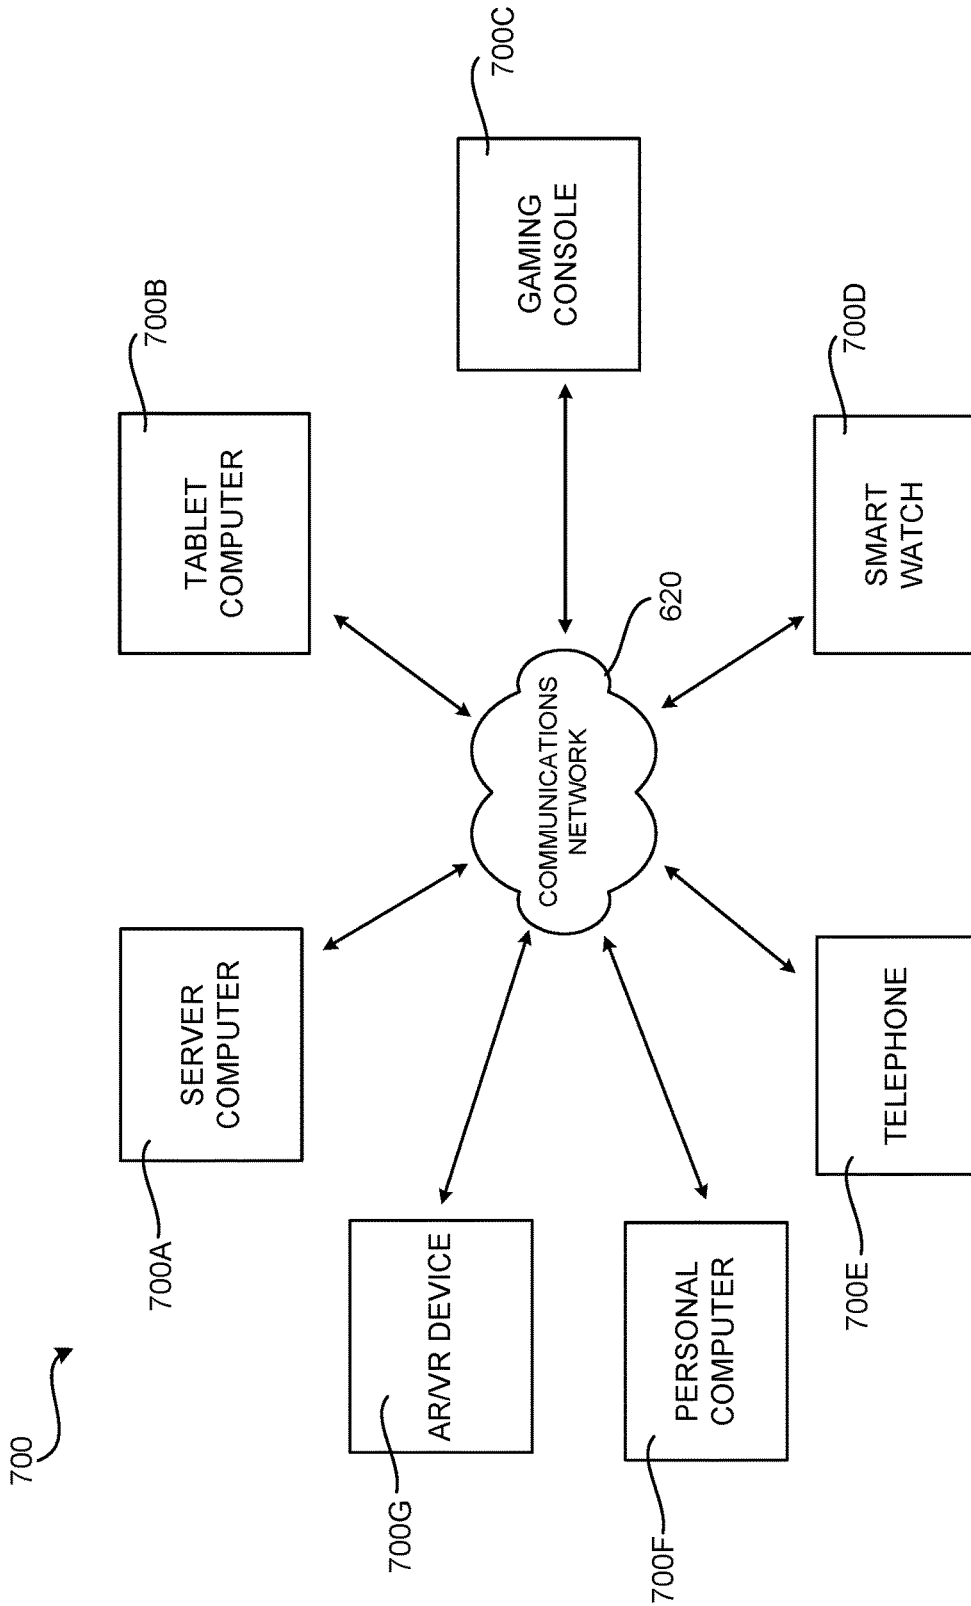 700
700A
SERVER
COMPUTER
700B
TABLET
COMPUTER
700G
AR/VR DEVICE
COMMUNICATIONS
NETWORK
620
700C
GAMING
CONSOLE
700F
PERSONAL
COMPUTER
700E
TELEPHONE
700D
SMART
WATCH